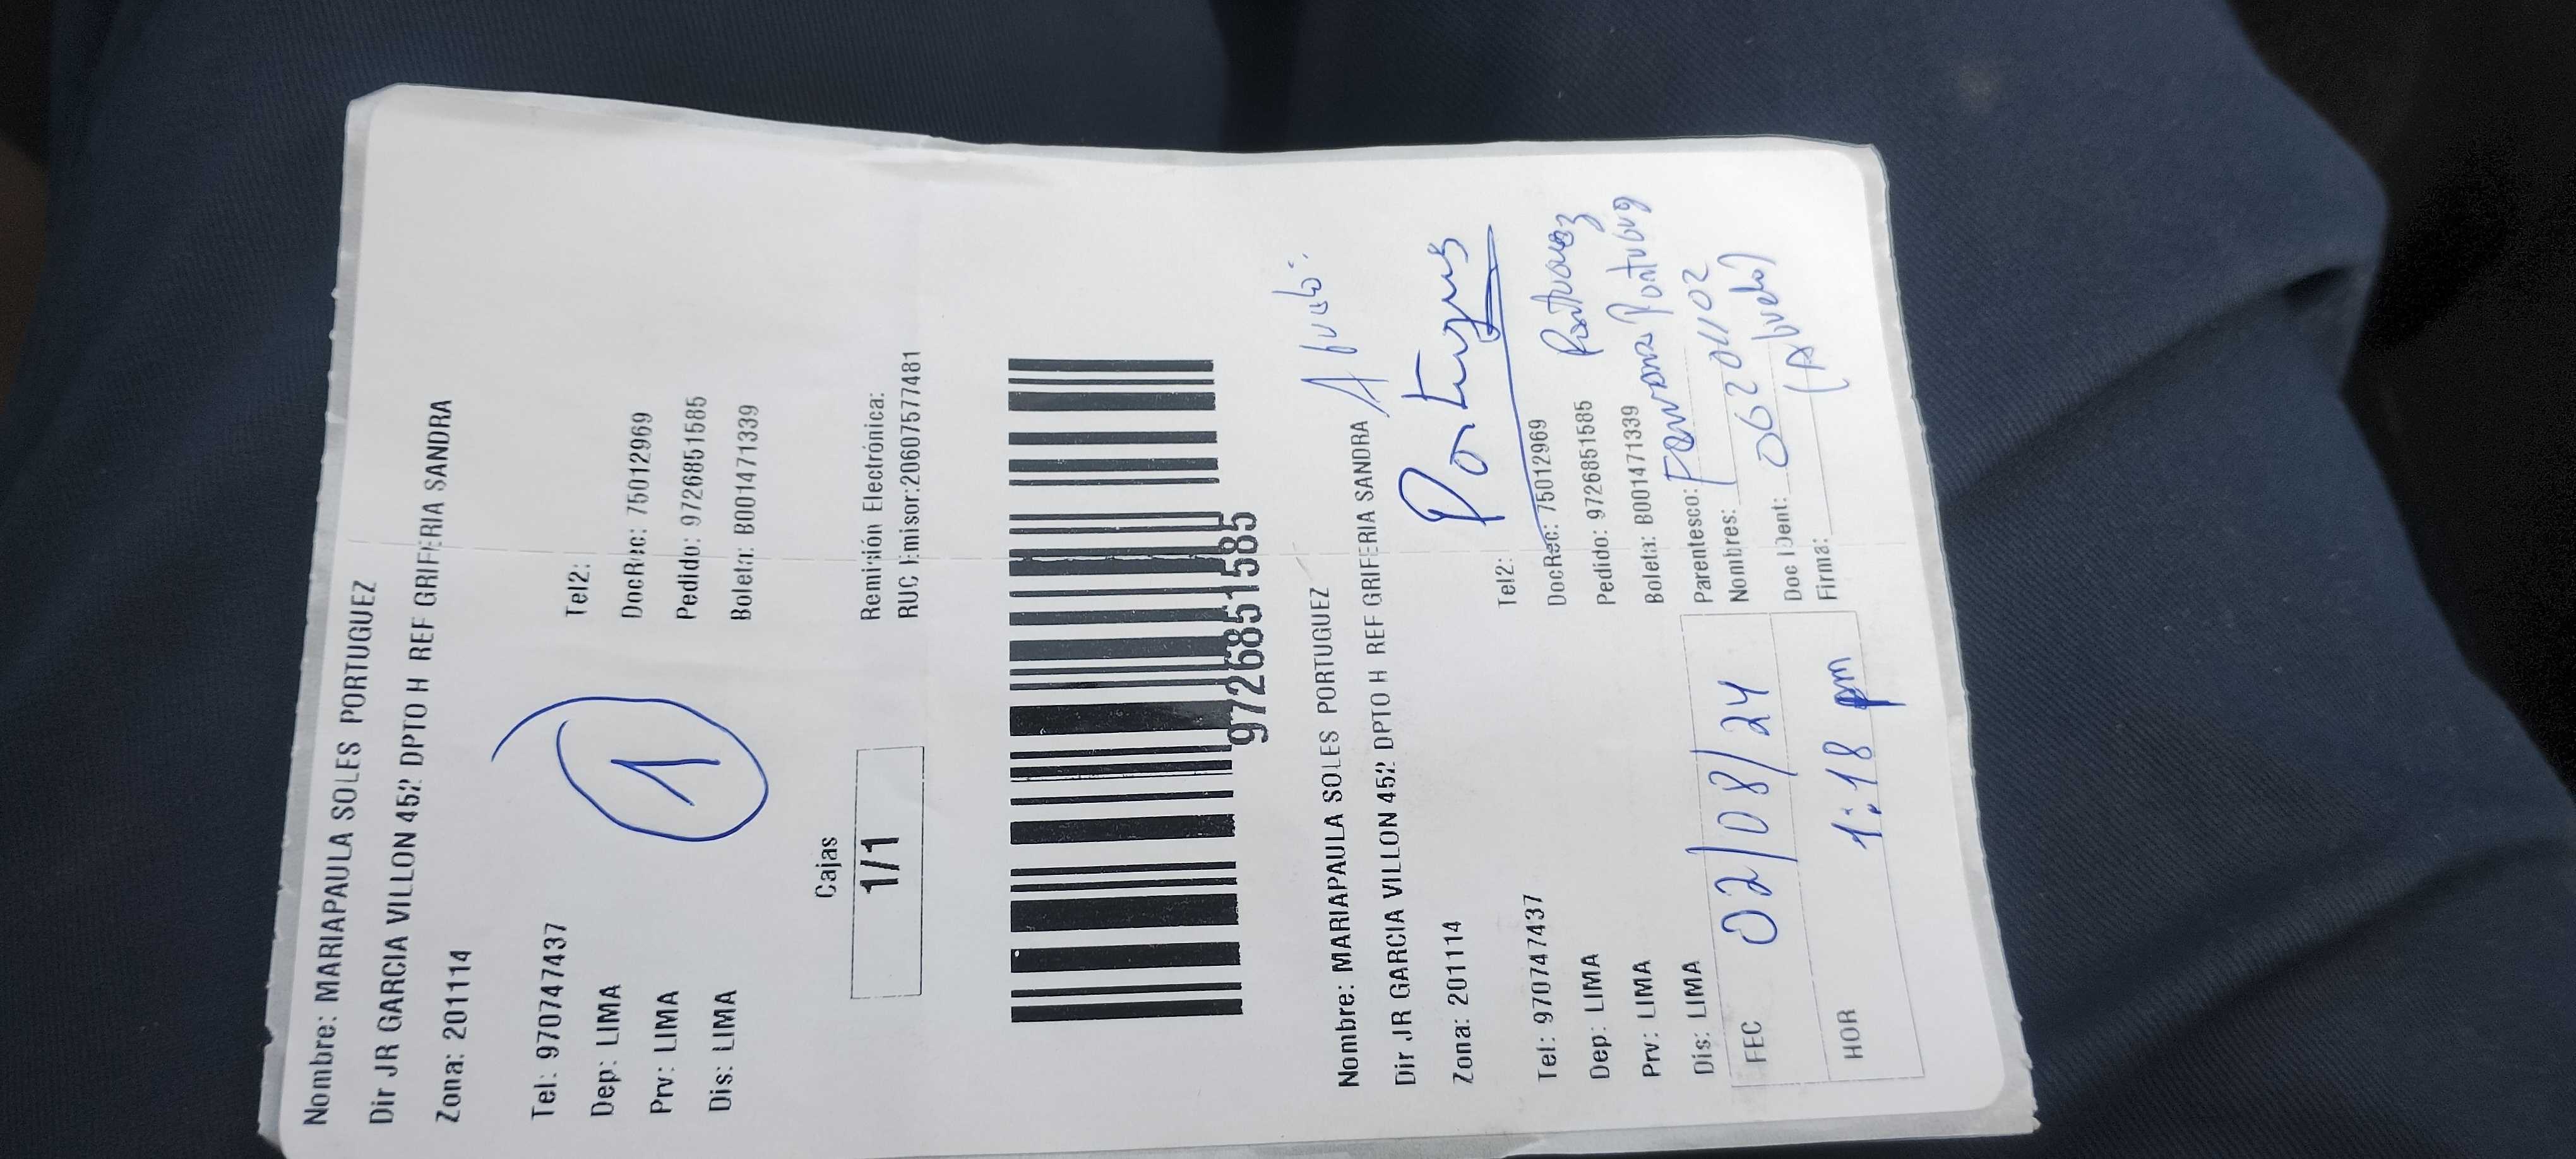 Nombre: MARIAPAULA SOLES PORTUGUEZ
Dir JR GARCIA VILLON 452 DPTO H REF GRIFERIA SANDRA
Zona: 201114
Tel: 970747437
Tel2:
Dep: LIMA
DocRec: 75012969
Prv: LIMA
Pedido: 9726851585
Dis: LIMA
Boleta: B001471339
1
Cajas
1/1
Remisión Electrónica:
RUC Emisor:20607577481
9726851585
Nombre: MARIAPAULA SOLES PORTUGUEZ
Dir JR GARCIA VILLON 452 DPTO H REF GRIFERIA SANDRA
Zona: 201114
Tel: 970747437
Tel2:
Dep: LIMA
DocRec: 75012969
Prv: LIMA
Pedido: 9726851585
Dis: LIMA
Boleta: B001471339
Parentesco:
Nombres:
Doc IDent: 06201102
Firma: (Abuelo)
FEC 02/08/24
HOR 1:18 pm